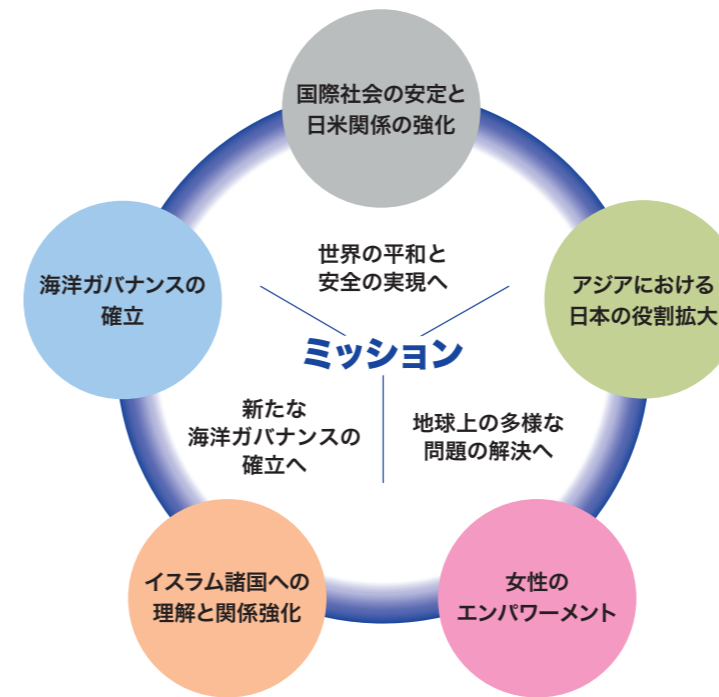 国際社会の安定と
日米関係の強化
海洋ガバナンスの
確立
アジアにおける
日本の役割拡大
世界の平和と
安全の実現へ
ミッション
新たな
海洋ガバナンスの
確立へ
地球上の多様な
問題の解決へ
イスラム諸国への
理解と関係強化
女性の
エンパワーメント